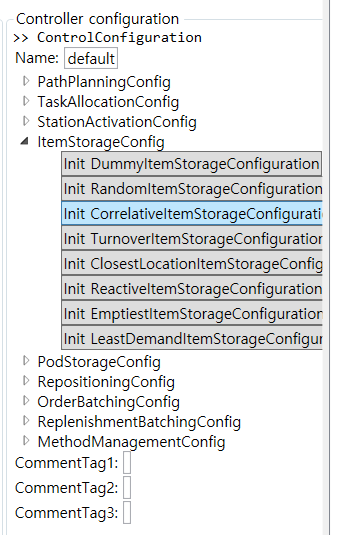 Controller configuration
>> ControlConfiguration
Name: default
PathPlanningConfig
TaskAllocationConfig
StationActivationConfig
ItemStorageConfig
Init DummyItemStorageConfiguration
Init RandomItemStorageConfiguration
Init CorrelativeItemStorageConfigurati
Init TurnoverItemStorageConfiguration
Init ClosestLocationItemStorageConfig
Init ReactiveItemStorageConfiguration
Init EmptiestItemStorageConfiguration
Init LeastDemandItemStorageConfigur
PodStorageConfig
RepositioningConfig
OrderBatchingConfig
ReplenishmentBatchingConfig
MethodManagementConfig
CommentTag1:
CommentTag2:
CommentTag3: